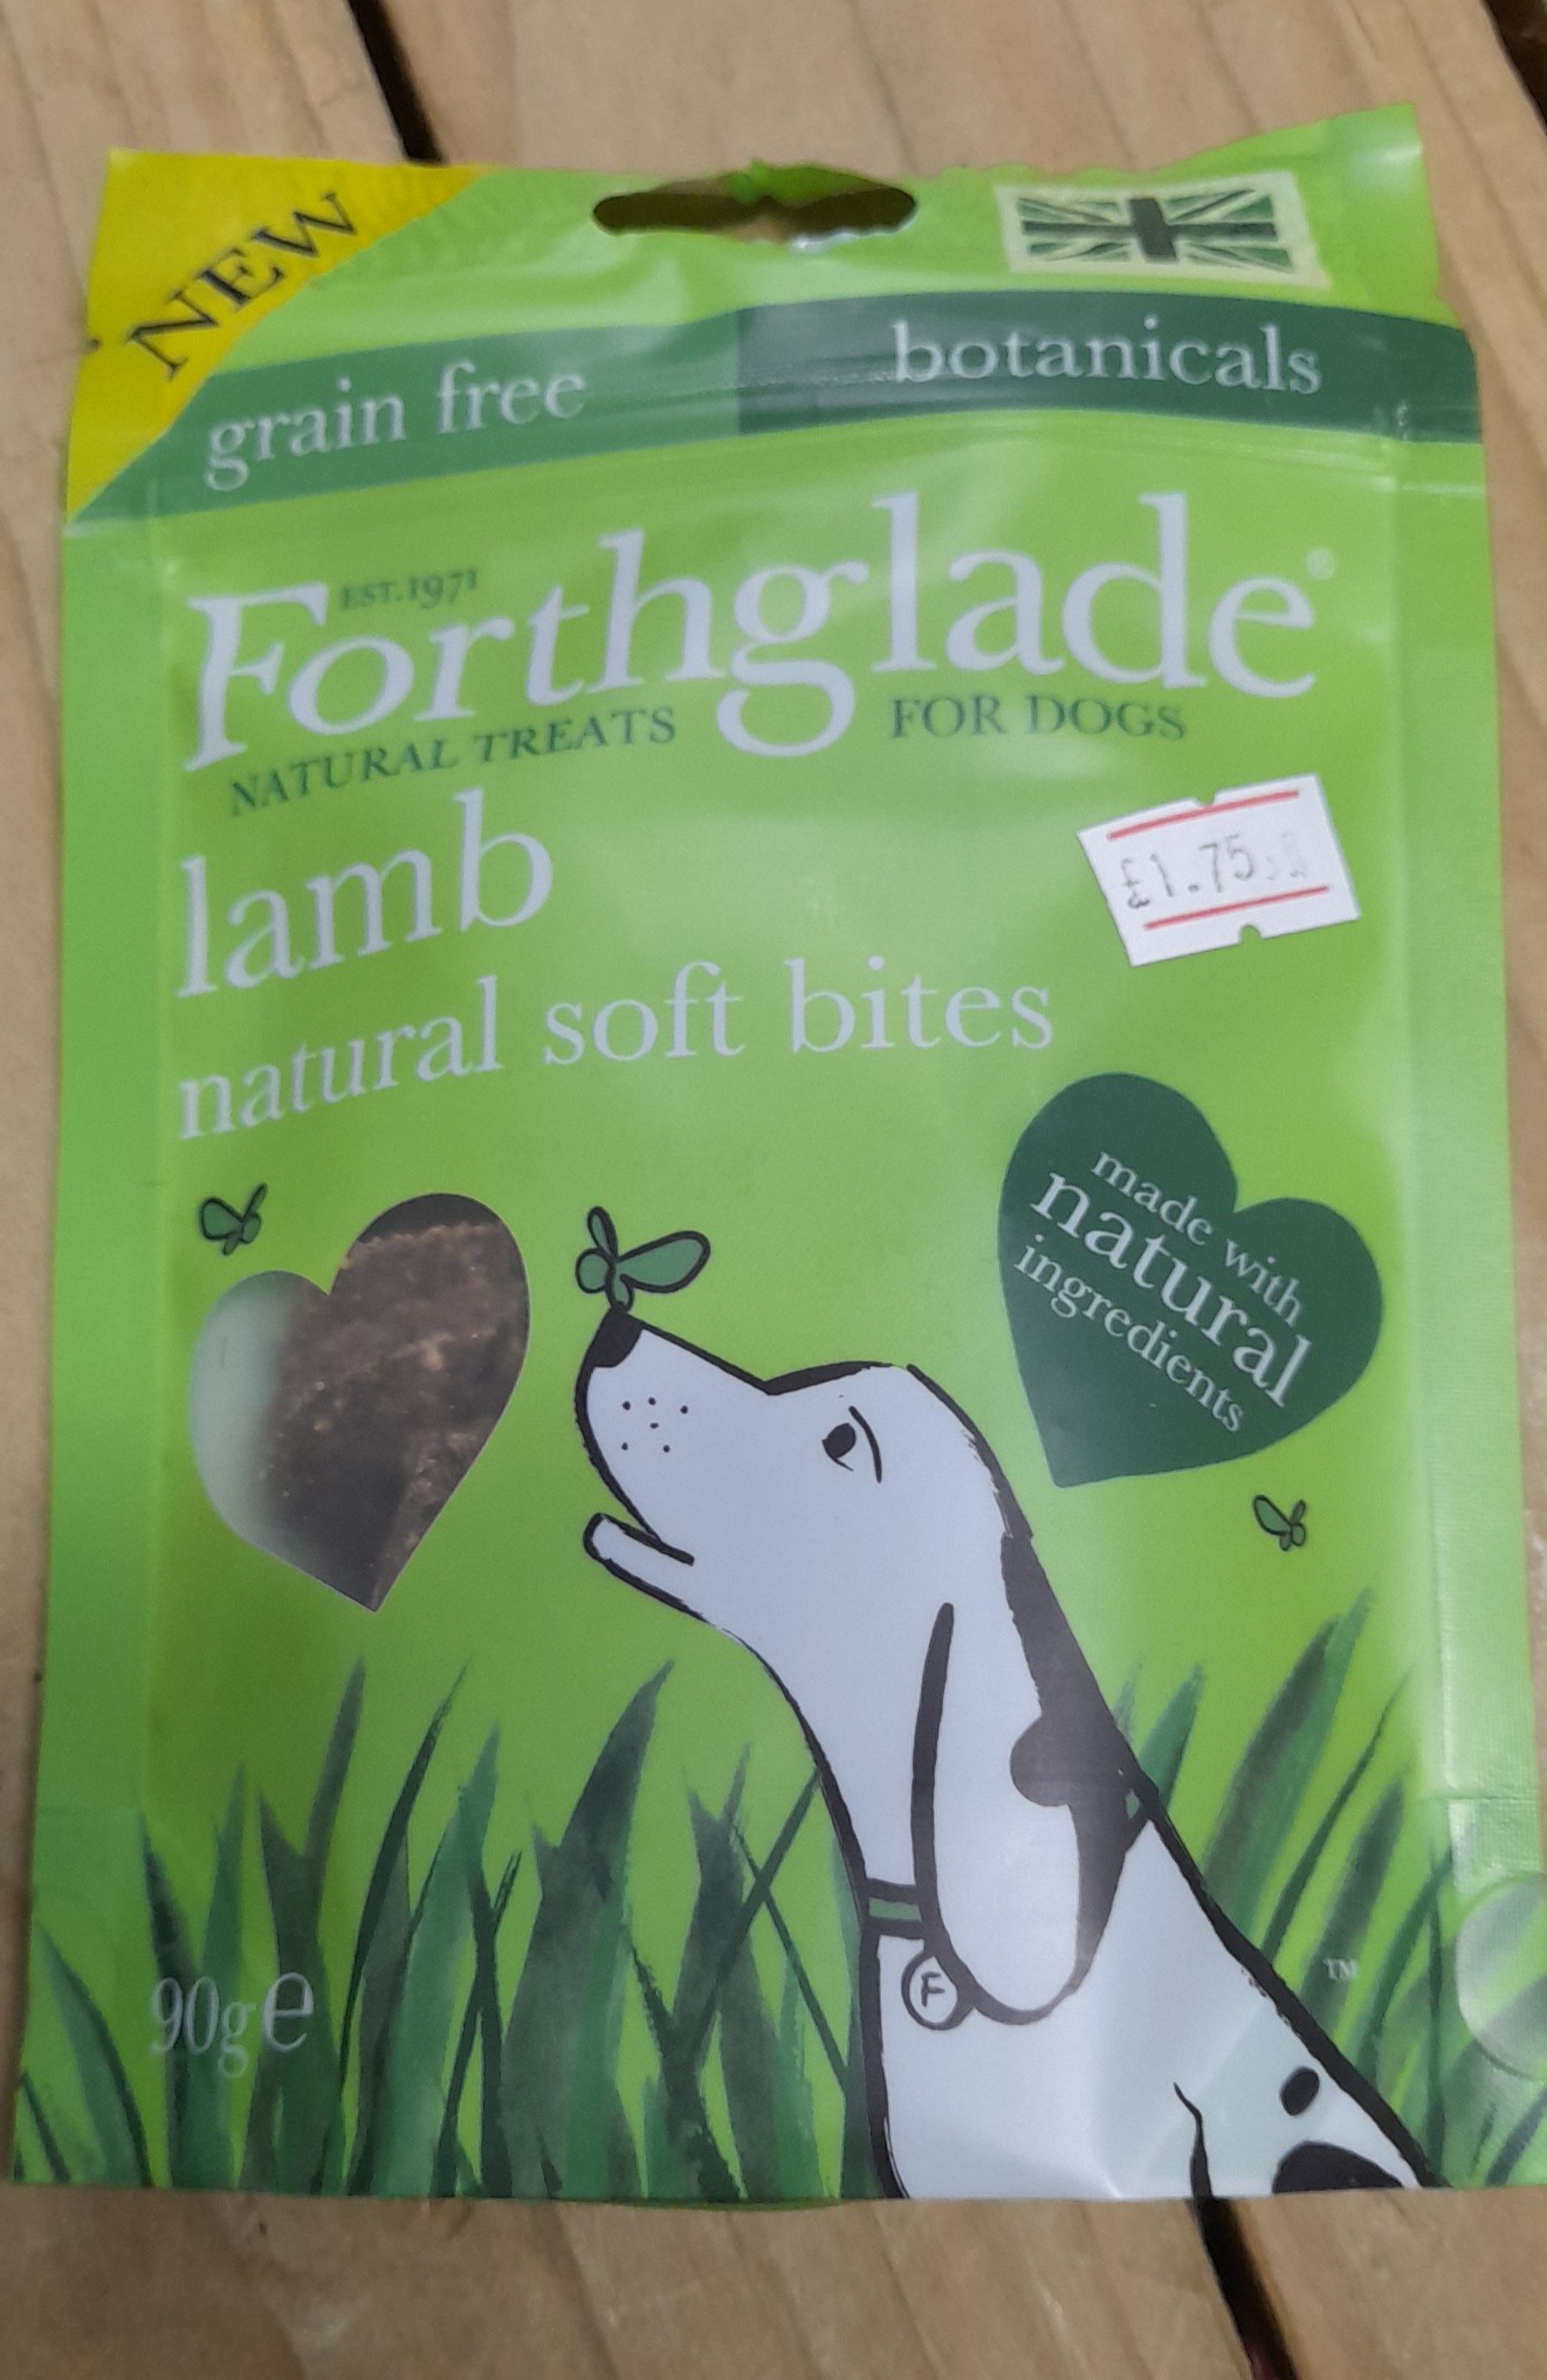 NEW
grain free botanicals
EST.1971
Forthglade®
NATURAL TREATS FOR DOGS
lamb
£1.75
natural soft bites
made with
natural
ingredients
F
TM
90g e